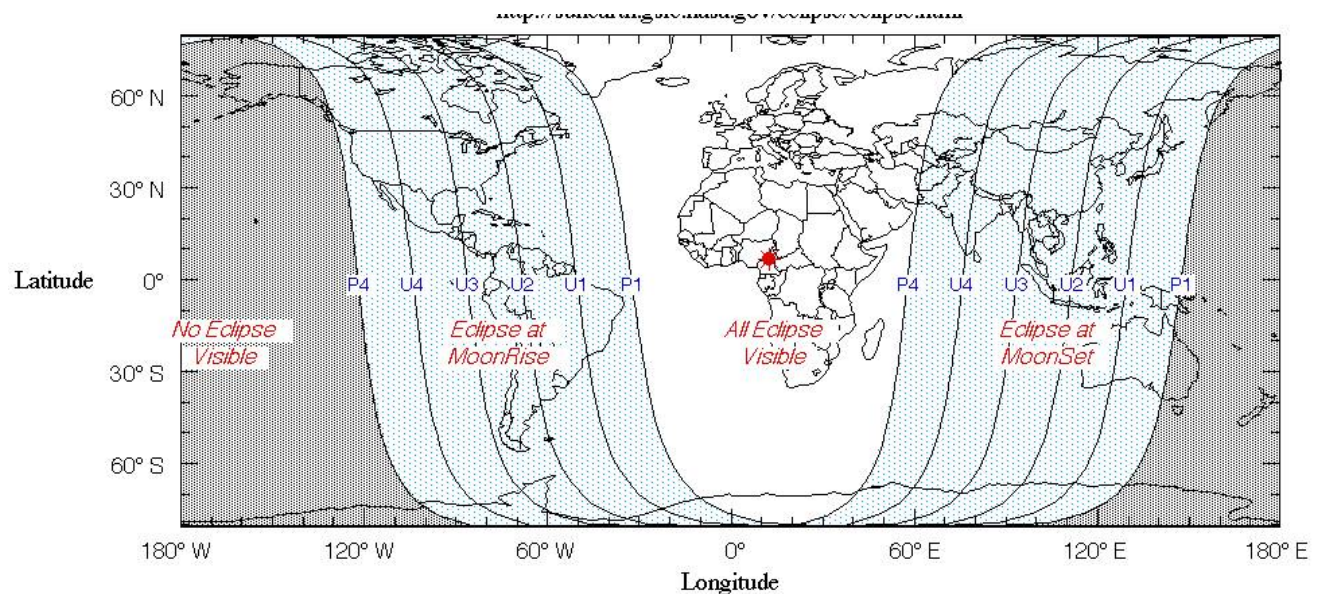 60° N
30° N
Latitude
0°
P4 U4 U3 U2 U1 P1 P4 U4 U3 U2 U1 P1
No Eclipse
Visible
Eclipse at
MoonRise
All Eclipse
Visible
Eclipse at
MoonSet
30° S
60° S
180° W 120° W 60° W 0° 60° E 120° E 180° E
Longitude